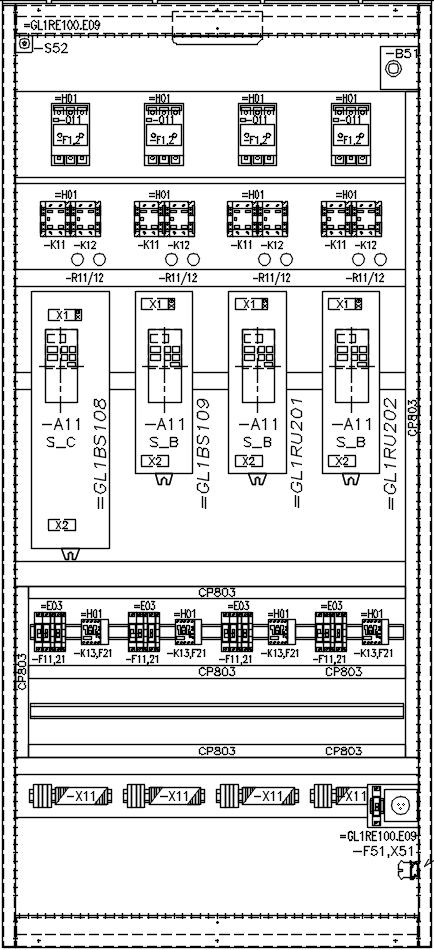 =GL1RE100.E09
-S52
-B51
=H01 =H01 =H01 =H01
-Q11 -Q11 -Q11 -Q11
F1,2 F1,2 F1,2 F1,2
=H01 =H01 =H01 =H01
-K11 -K12 -K11 -K12 -K11 -K12 -K11 -K12
-R11/12 -R11/12 -R11/12 -R11/12
X1 X1 X1 X1
-A11 -A11 -A11 -A11
S_C S_B S_B S_B
X2 X2 X2
X2
=GL1BS108
=GL1BS109
=GL1RU201
=GL1RU202
CP803
CP803
=E03 =H01 =E03 =H01 =E03 =H01 =E03 =H01
-F11,21 -K13,F21 -F11,21 -K13,F21 -F11,21 -K13,F21 -F11,21 -K13,F21
CP803
CP803 CP803
CP803 CP803
-X11 -X11 -X11 X11
=GL1RE100.E09
-F51,X51